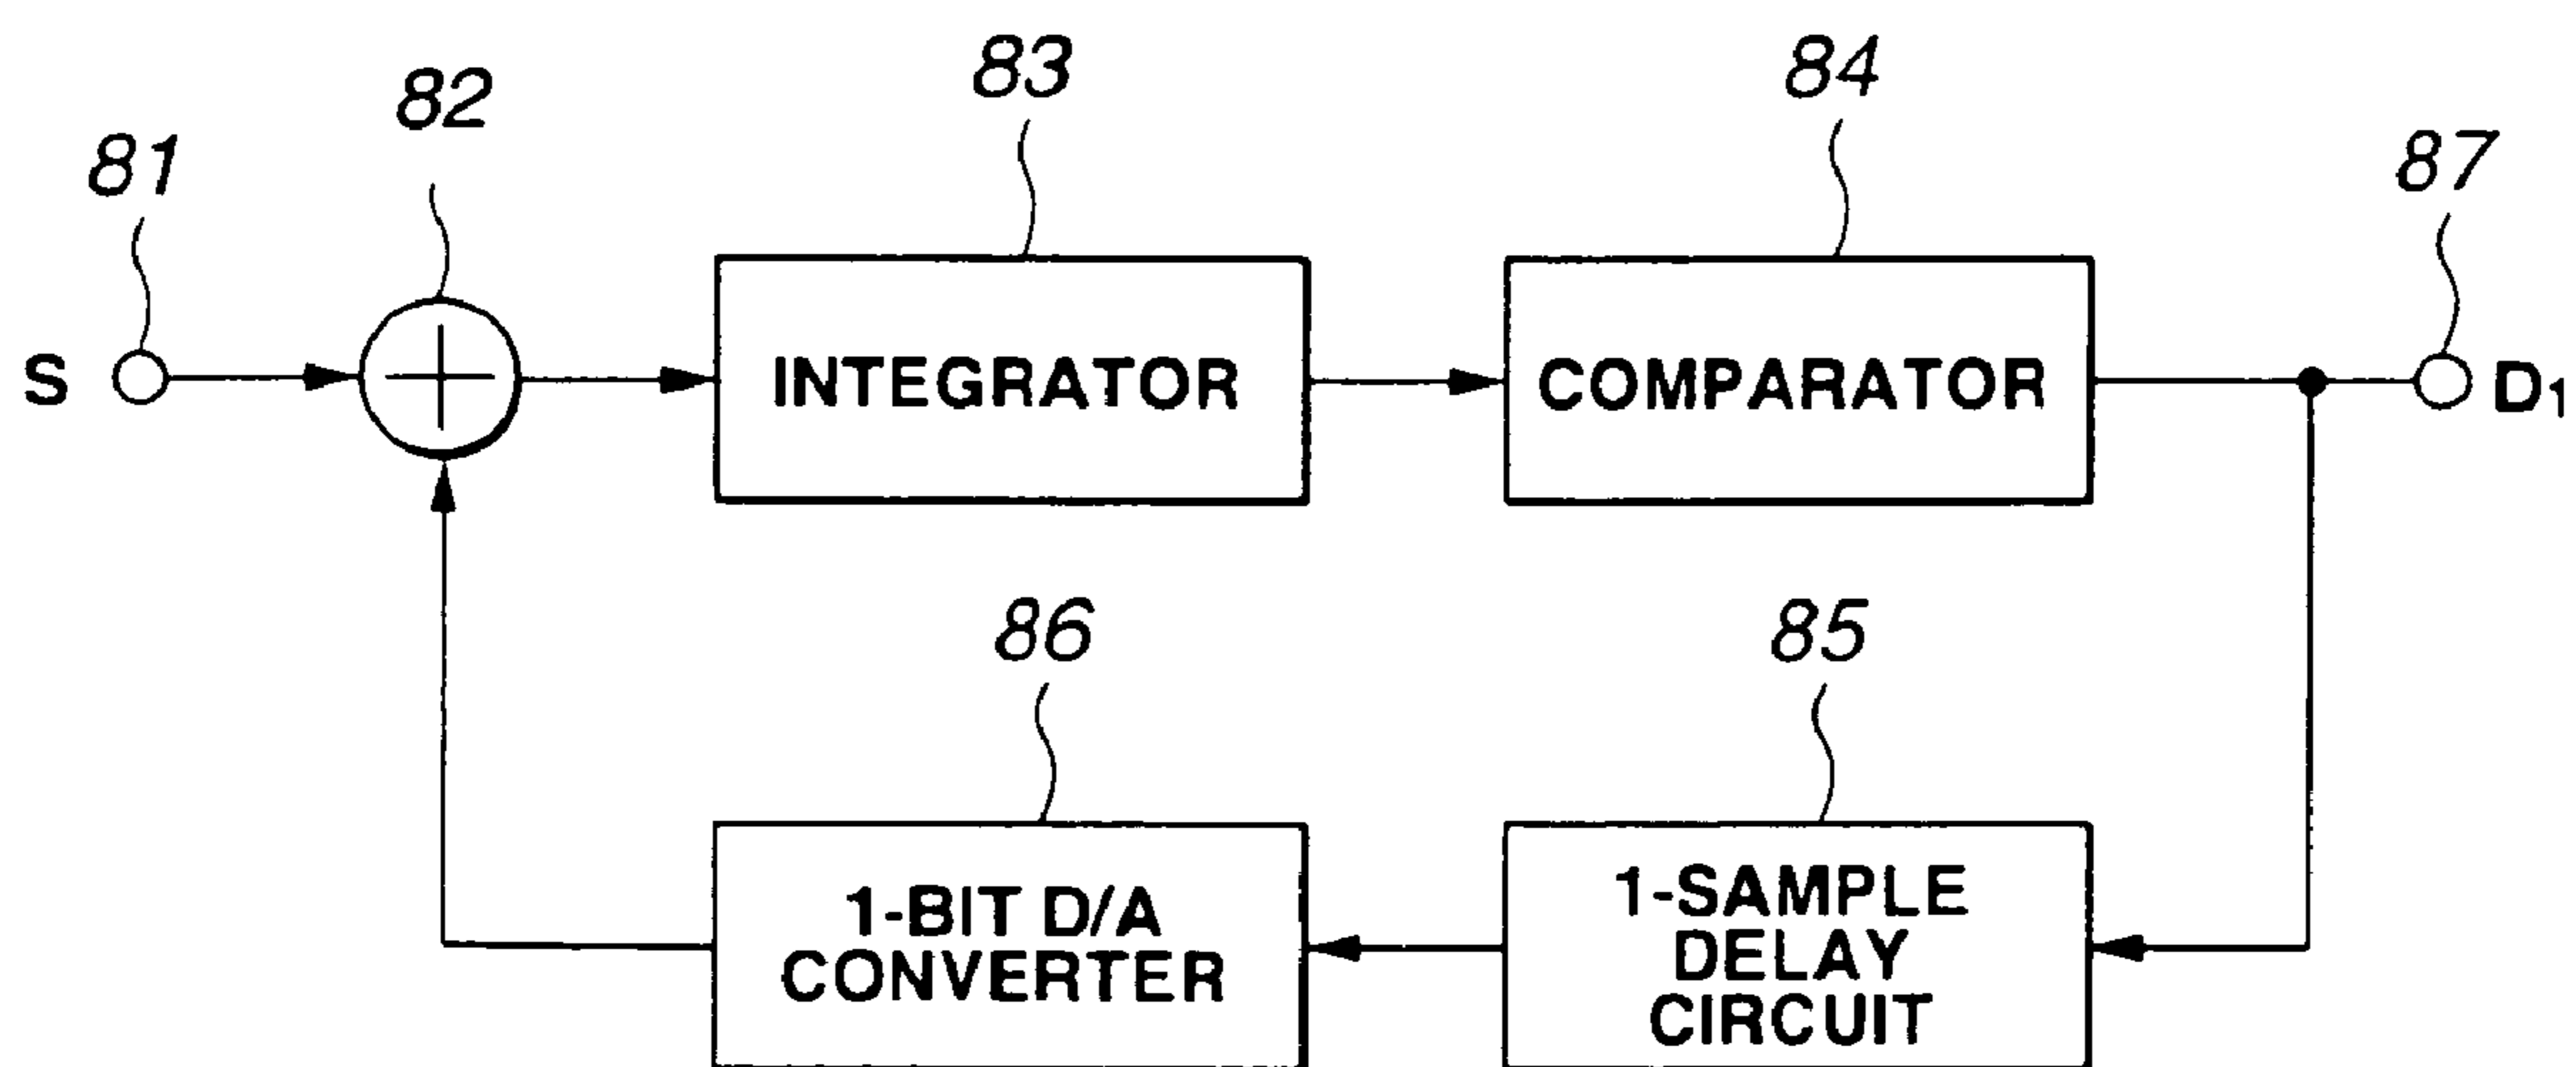 81
82
83
84
87
S
INTEGRATOR
COMPARATOR
D1
86
85
1-BIT D/A
CONVERTER
1-SAMPLE
DELAY
CIRCUIT